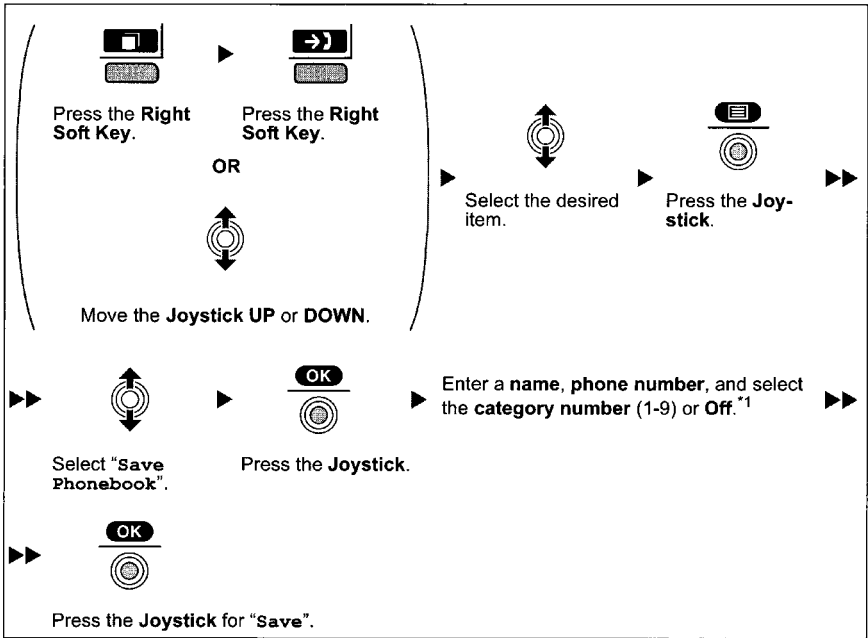 Press the Right
Soft Key.
Press the Right
Soft Key.
OR
Move the Joystick UP or DOWN.
Select the desired
item.
Press the Joy-
stick.
Select “Save
Phonebook”.
OK
Press the Joystick.
Enter a name, phone number, and select
the category number (1-9) or Off.*1
OK
Press the Joystick for “Save”.